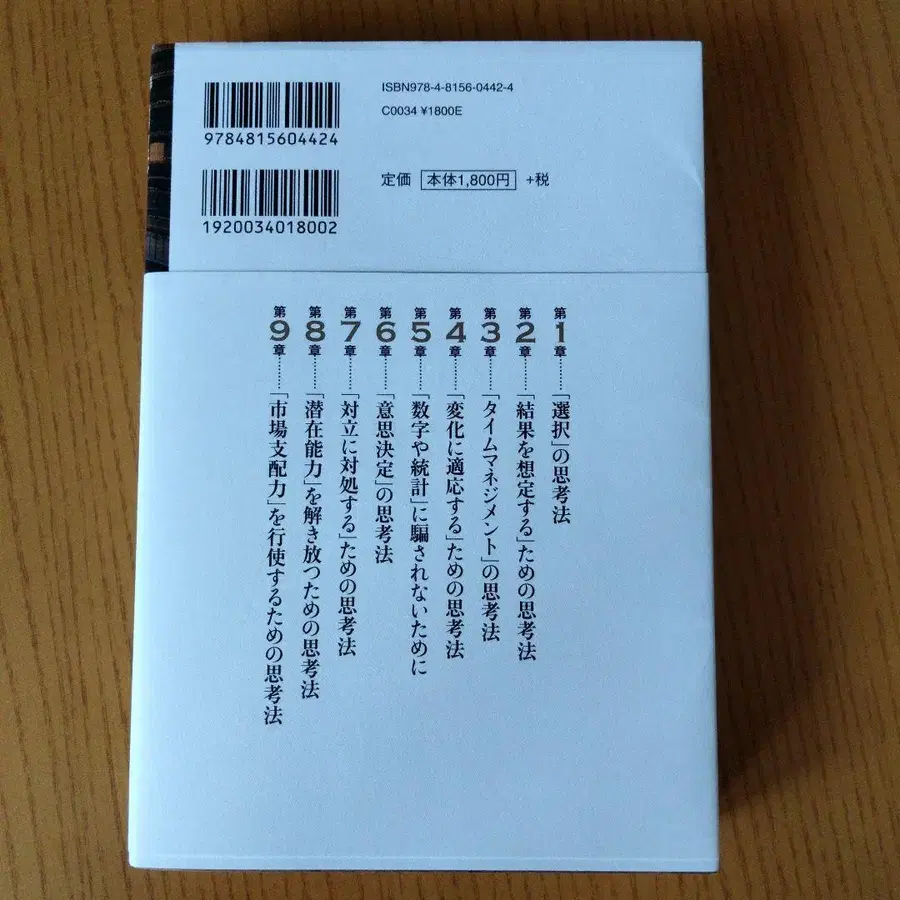 ISBN978-4-8156-0442-4
C0034 ¥1800E
9784815604424
定価 本体1,800円 +税
1920034018002
第1章………「選択」の思考法
第2章………「結果を想定する」ための思考法
第3章………「タイムマネジメント」の思考法
第4章………「変化に適応する」ための思考法
第5章………「数字や統計」に騙されないために
第6章………「意思決定」の思考法
第7章………「対立に対処する」ための思考法
第8章………「潜在能力」を解き放つための思考法
第9章………「市場支配力」を行使するための思考法